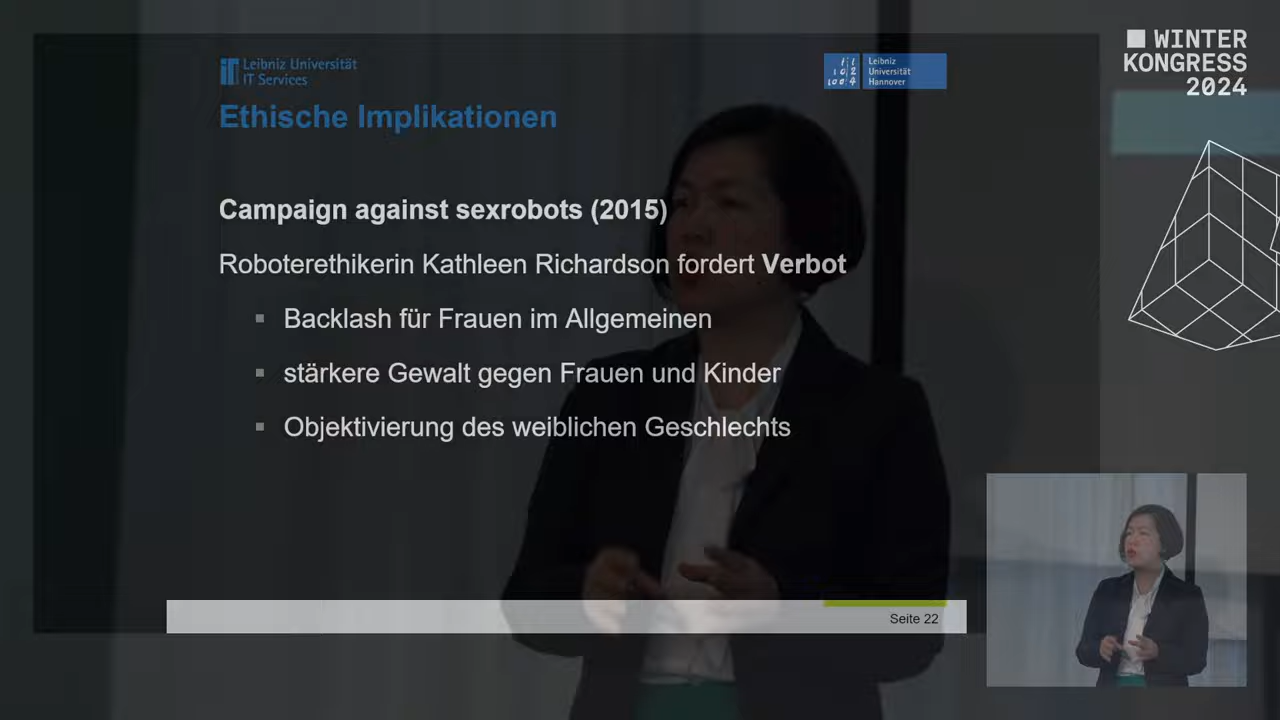 WINTER
KONGRESS
2024
Leibniz Universität
IT Services
Leibniz
Universität
Hannover
Ethische Implikationen
Campaign against sexrobots (2015)
Roboterethikerin Kathleen Richardson fordert Verbot
Backlash für Frauen im Allgemeinen
stärkere Gewalt gegen Frauen und Kinder
Objektivierung des weiblichen Geschlechts
Seite 22